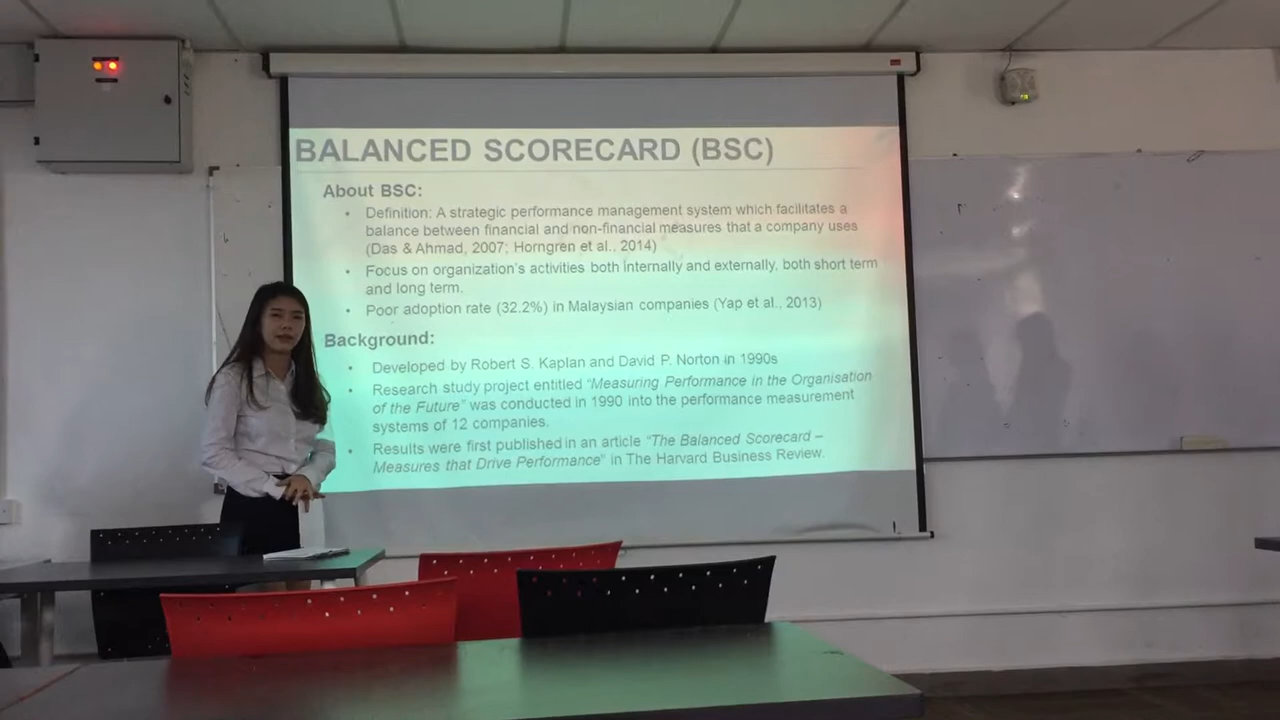 BALANCED SCORECARD (BSC)
About BSC:
• Definition: A strategic performance management system which facilitates a
balance between financial and non-financial measures that a company uses
(Das & Ahmad, 2007; Horngren et al., 2014)
• Focus on organization's activities both internally and externally, both short term
and long term.
• Poor adoption rate (32.2%) in Malaysian companies (Yap et al., 2013)
Background:
• Developed by Robert S. Kaplan and David P. Norton in 1990s
• Research study project entitled "Measuring Performance in the Organisation
of the Future" was conducted in 1990 into the performance measurement
systems of 12 companies.
• Results were first published in an article "The Balanced Scorecard –
Measures that Drive Performance" in The Harvard Business Review.